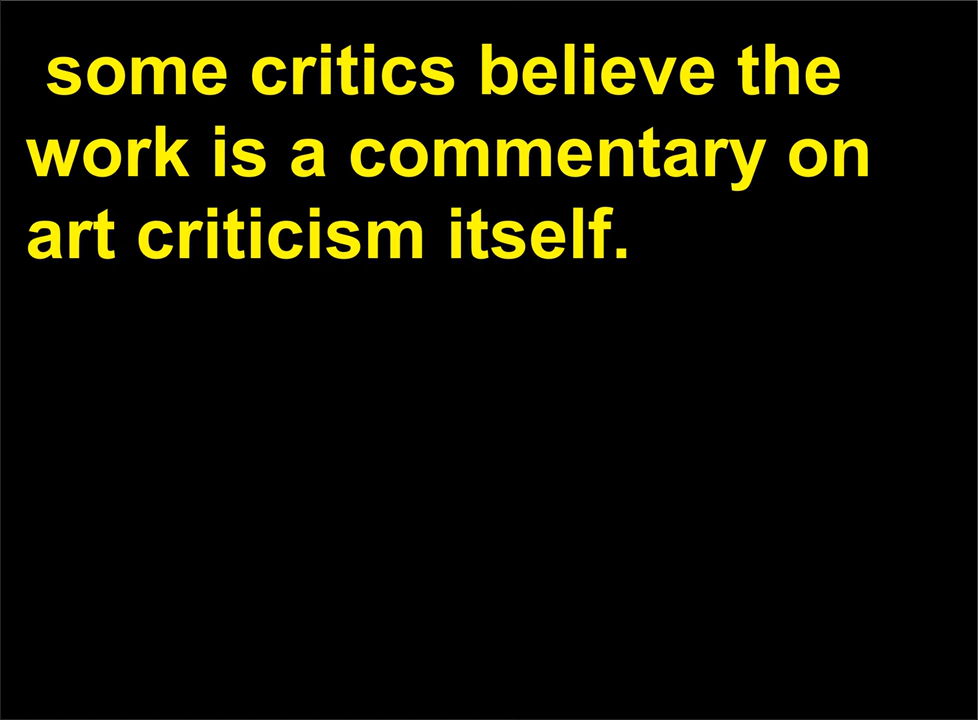 some critics believe the
work is a commentary on
art criticism itself.